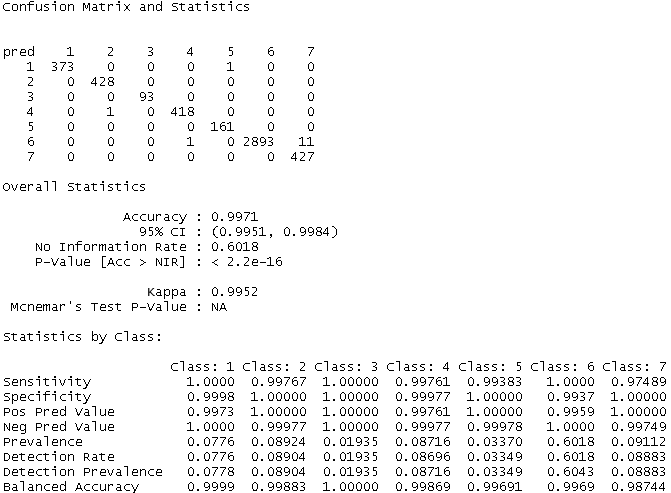 Confusion Matrix and Statistics
pred 1 2 3 4 5 6 7
1 373 0 0 0 1 0 0
2 0 428 0 0 0 0 0
3 0 0 93 0 0 0 0
4 0 1 0 418 0 0 0
5 0 0 0 0 161 0 0
6 0 0 0 1 0 2893 11
7 0 0 0 0 0 0 427
Overall Statistics
Accuracy : 0.9971
95% CI : (0.9951, 0.9984)
No Information Rate : 0.6018
P-Value [Acc > NIR] : < 2.2e-16
Kappa : 0.9952
Mcnemar's Test P-Value : NA
Statistics by Class:
Class: 1 Class: 2 Class: 3 Class: 4 Class: 5 Class: 6 Class: 7
Sensitivity 1.0000 0.99767 1.00000 0.99761 0.99383 1.0000 0.97489
Specificity 0.9998 1.00000 1.00000 0.99977 1.00000 0.9937 1.00000
Pos Pred Value 0.9973 1.00000 1.00000 0.99761 1.00000 0.9959 1.00000
Neg Pred Value 1.0000 0.99977 1.00000 0.99977 0.99978 1.0000 0.99749
Prevalence 0.0776 0.08924 0.01935 0.08716 0.03370 0.6018 0.09112
Detection Rate 0.0776 0.08904 0.01935 0.08696 0.03349 0.6018 0.08883
Detection Prevalence 0.0778 0.08904 0.01935 0.08716 0.03349 0.6043 0.08883
Balanced Accuracy 0.9999 0.99883 1.00000 0.99869 0.99691 0.9969 0.98744